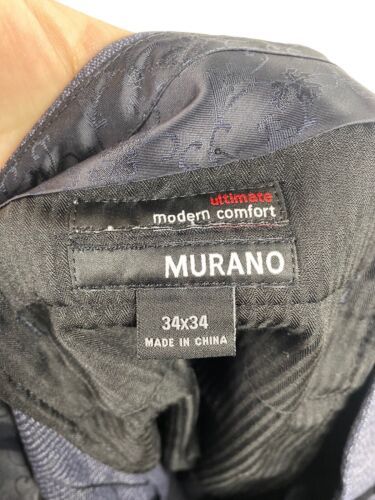 ultimate
modern comfort
MURANO
34x34
MADE IN CHINA